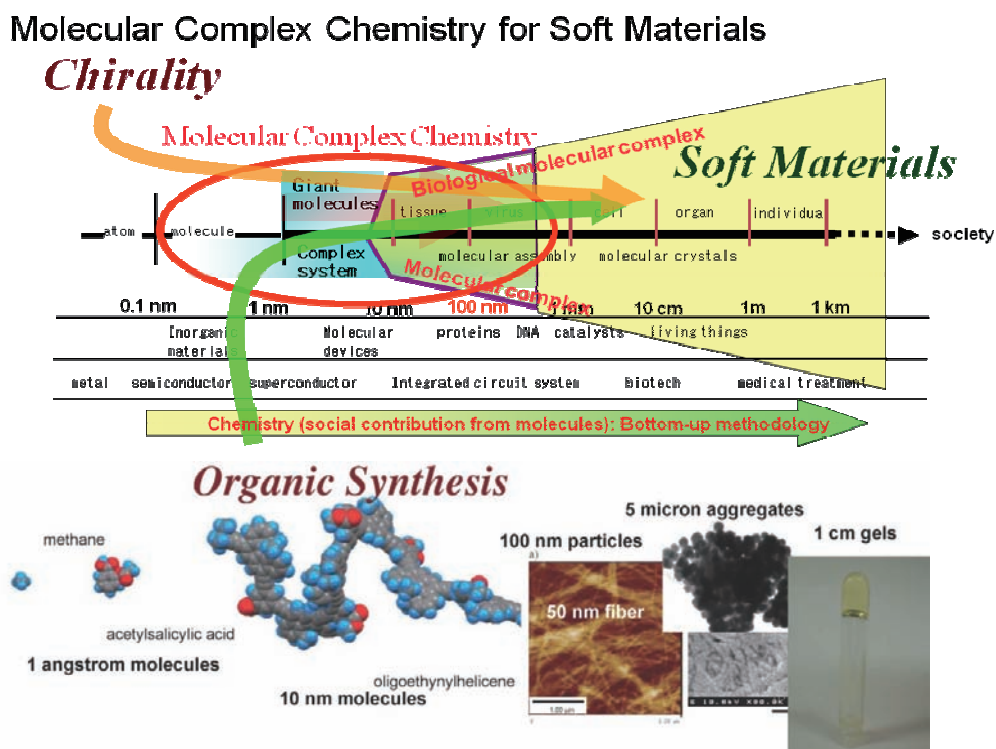 Molecular Complex Chemistry for Soft Materials
Chirality
Molecular Complex Chemistry
Biological molecular complex
Soft Materials
Giant
molecules
tissue virus cell organ individual
atom molecule
society
Complex
system
molecular assembly molecular crystals
Molecular complex
0.1 nm 1 nm 10 nm 100 nm 10 cm 1m 1 km
Inorganic
materials
Molecular
devices
proteins DNA catalysts living things
metal semiconductor superconductor Integrated circuit system Biotech medical treatment
Chemistry (social contribution from molecules): Bottom-up methodology
Organic Synthesis
5 micron aggregates
1 cm gels
100 nm particles
methane
a)
50 nm fiber
acetylsalicylic acid
1 angstrom molecules
oligoethynylhelicene
10 nm molecules
1.00 µm